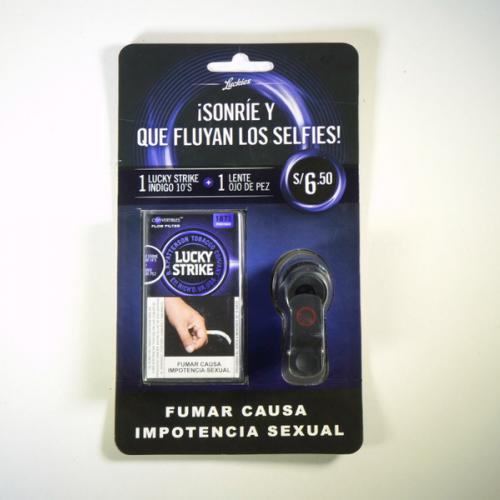 Luckies
¡SONRÍE Y
QUE FLUYAN LOS SELFIES!
1 LUCKY STRIKE INDIGO 10'S + 1 LENTE OJO DE PEZ
S/6.50
CONVERTIBLES
FLOW FILTER
1871
LUCKY
STRIKE
FUMAR CAUSA
IMPOTENCIA SEXUAL
FUMAR CAUSA
IMPOTENCIA SEXUAL